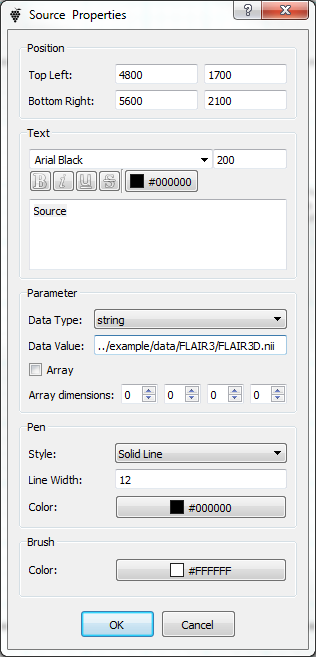 Source Properties
?
Position
Top Left: 4800 1700
Bottom Right: 5600 2100
Text
Arial Black 200
B i U S #000000
Source
Parameter
Data Type: string
Data Value: ../example/data/FLAIR3/FLAIR3D.nii
Array
Array dimensions: 0 0 0 0
Pen
Style: Solid Line
Line Width: 12
Color: #000000
Brush
Color: #FFFFFF
OK Cancel